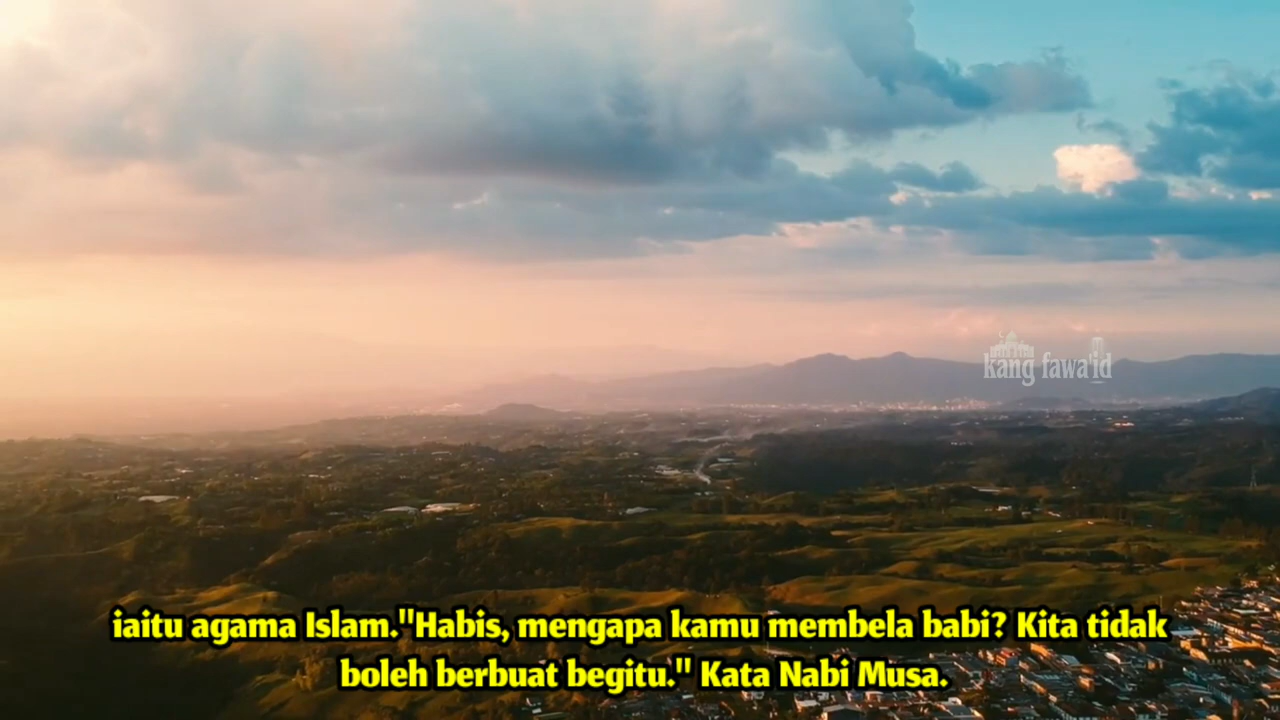 kang fawa'id
iaitu agama Islam."Habis, mengapa kamu membela babi? Kita tidak
boleh berbuat begitu." Kata Nabi Musa.